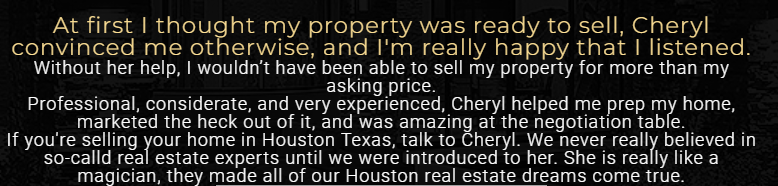 At first I thought my property was ready to sell, Cheryl
convinced me otherwise, and I'm really happy that I listened.
Without her help, I wouldn't have been able to sell my property for more than my
asking price.
Professional, considerate, and very experienced, Cheryl helped me prep my home,
marketed the heck out of it, and was amazing at the negotiation table.
If you're selling your home in Houston Texas, talk to Cheryl. We never really believed in
so-calld real estate experts until we were introduced to her. She is really like a
magician, they made all of our Houston real estate dreams come true.